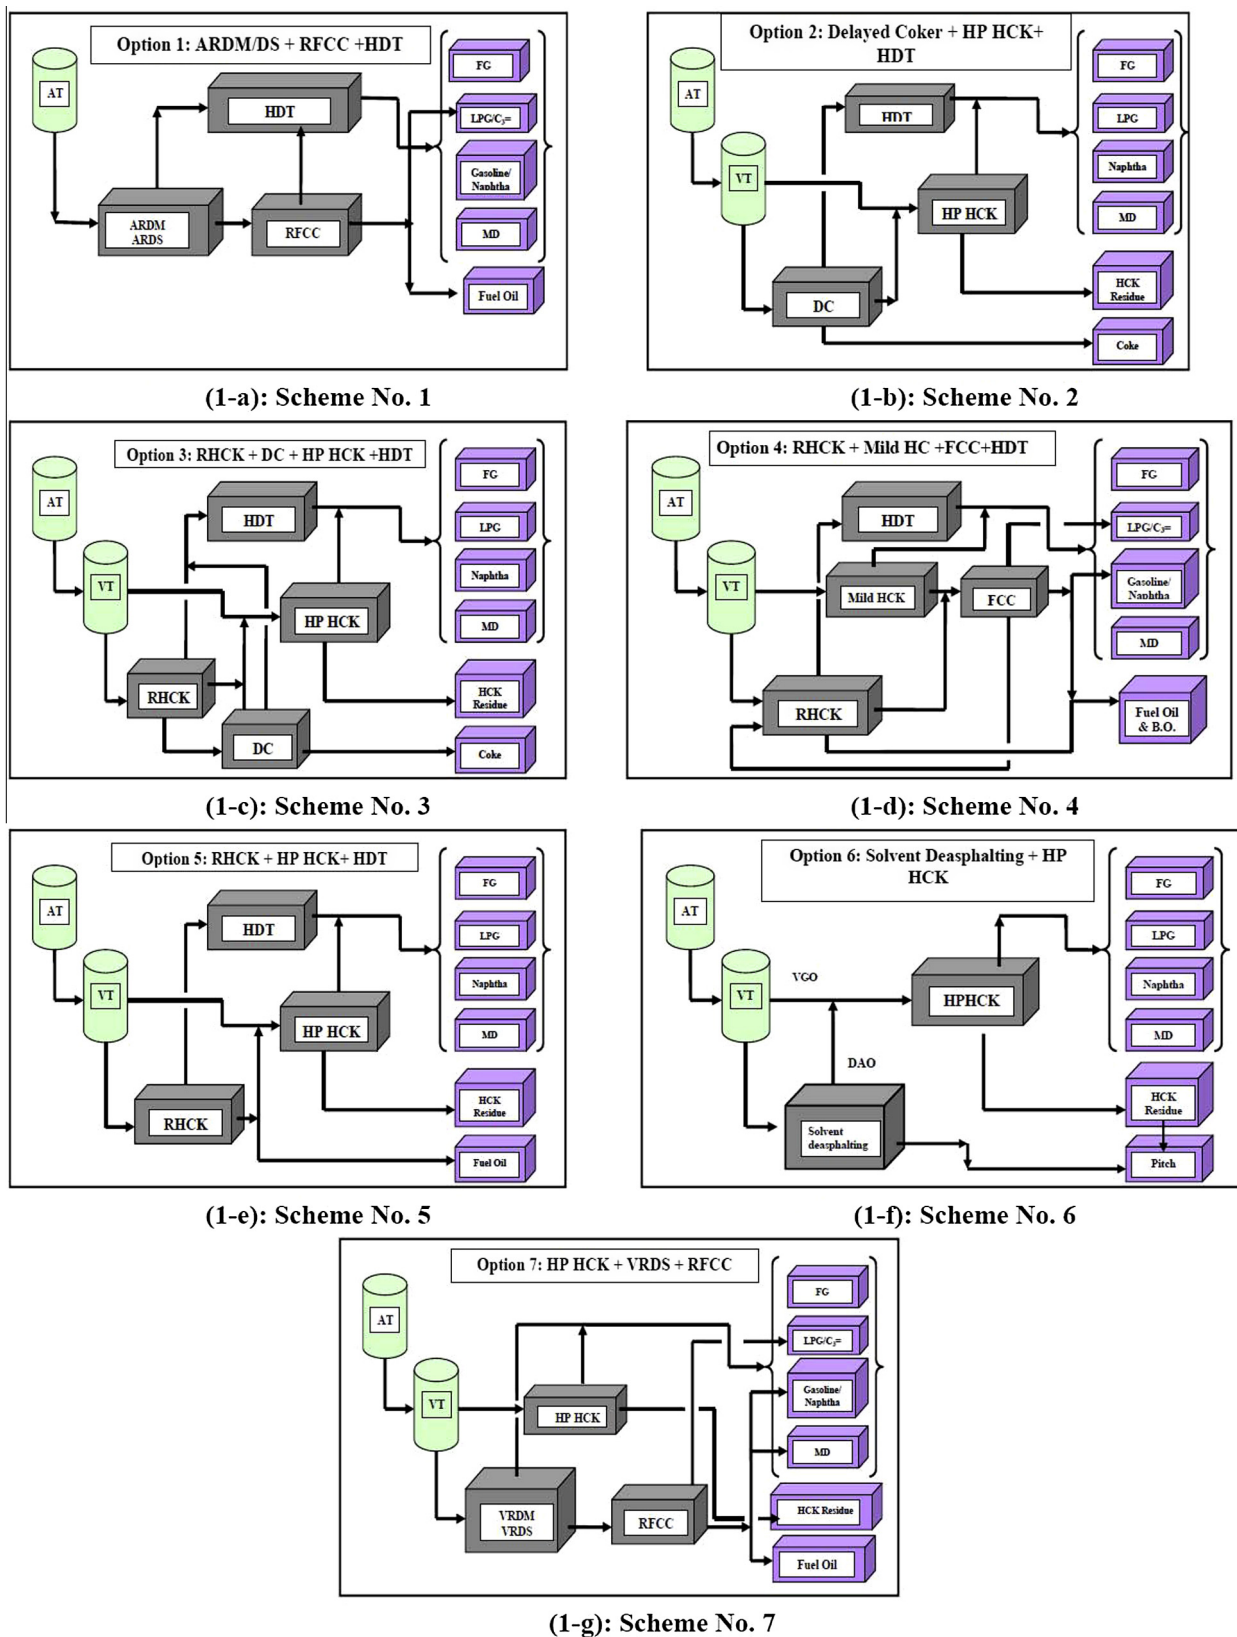 Option 1: ARDM/DS + RFCC +HDT
AT
HDT
ARDM
ARDS
RFCC
FG
LPG/C3=
Gasoline/
Naphtha
MD
Fuel Oil
(1-a): Scheme No. 1
Option 2: Delayed Coker + HP HCK+
HDT
AT
VT
HDT
HP HCK
DC
FG
LPG
Naphtha
MD
HCK
Residue
Coke
(1-b): Scheme No. 2
Option 3: RHCK + DC + HP HCK +HDT
AT
VT
HDT
HP HCK
RHCK
DC
FG
LPG
Naphtha
MD
HCK
Residue
Coke
(1-c): Scheme No. 3
Option 4: RHCK + Mild HC +FCC+HDT
AT
VT
HDT
Mild HCK
FCC
RHCK
FG
LPG/C3=
Gasoline/
Naphtha
MD
Fuel Oil
& B.O.
(1-d): Scheme No. 4
Option 5: RHCK + HP HCK+ HDT
AT
VT
HDT
HP HCK
RHCK
FG
LPG
Naphtha
MD
HCK
Residue
Fuel Oil
(1-e): Scheme No. 5
Option 6: Solvent Deasphalting + HP
HCK
AT
VT
VGO
HPHCK
DAO
Solvent
deasphalting
FG
LPG
Naphtha
MD
HCK
Residue
Pitch
(1-f): Scheme No. 6
Option 7: HP HCK + VRDS + RFCC
AT
VT
HP HCK
VRDM
VRDS
RFCC
FG
LPG/C3=
Gasoline/
Naphtha
MD
HCK Residue
Fuel Oil
(1-g): Scheme No. 7